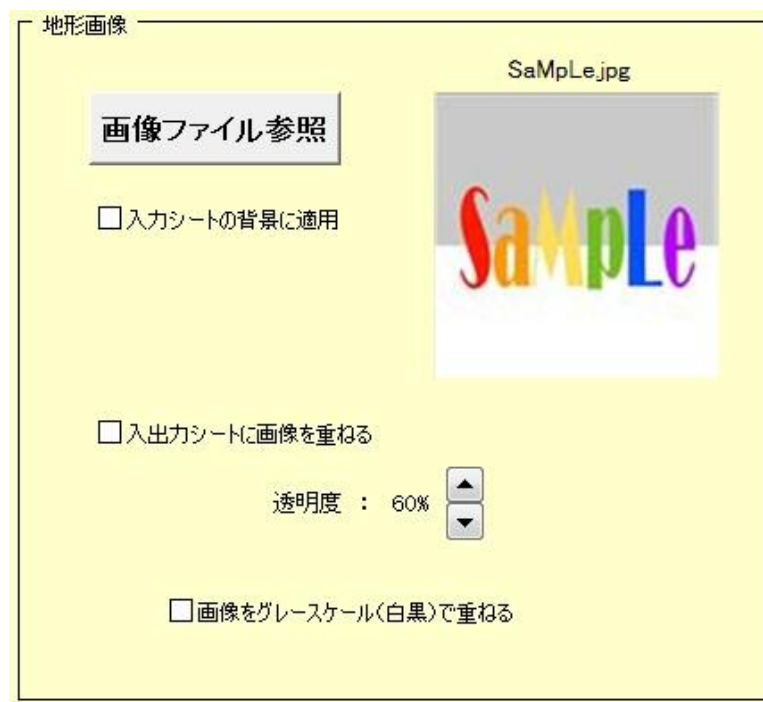 地形画像
SaMpLe.jpg
画像ファイル参照
SaMpLe
入力シートの背景に適用
入出力シートに画像を重ねる
透明度 : 60%
画像をグレースケール(白黒)で重ねる